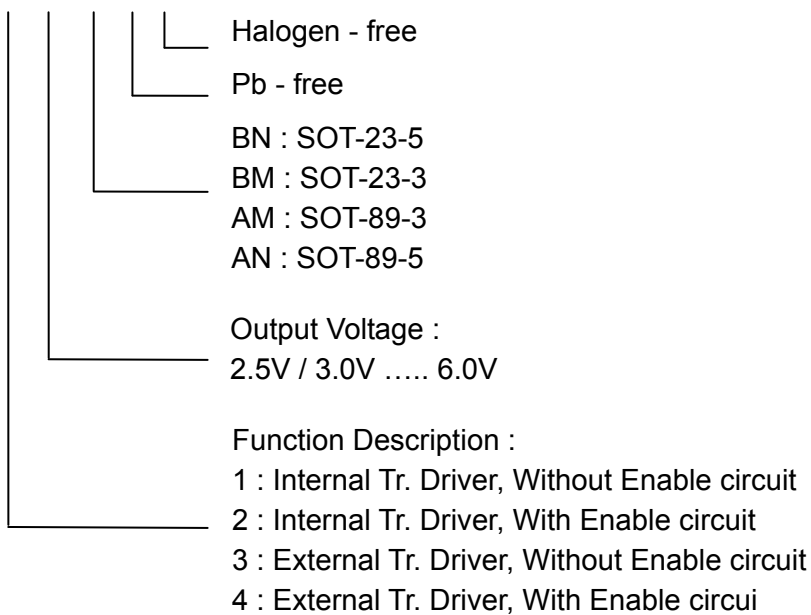 Halogen - free
Pb - free
BN : SOT-23-5
BM : SOT-23-3
AM : SOT-89-3
AN : SOT-89-5
Output Voltage :
2.5V / 3.0V ….. 6.0V
Function Description :
1 : Internal Tr. Driver, Without Enable circuit
2 : Internal Tr. Driver, With Enable circuit
3 : External Tr. Driver, Without Enable circuit
4 : External Tr. Driver, With Enable circui